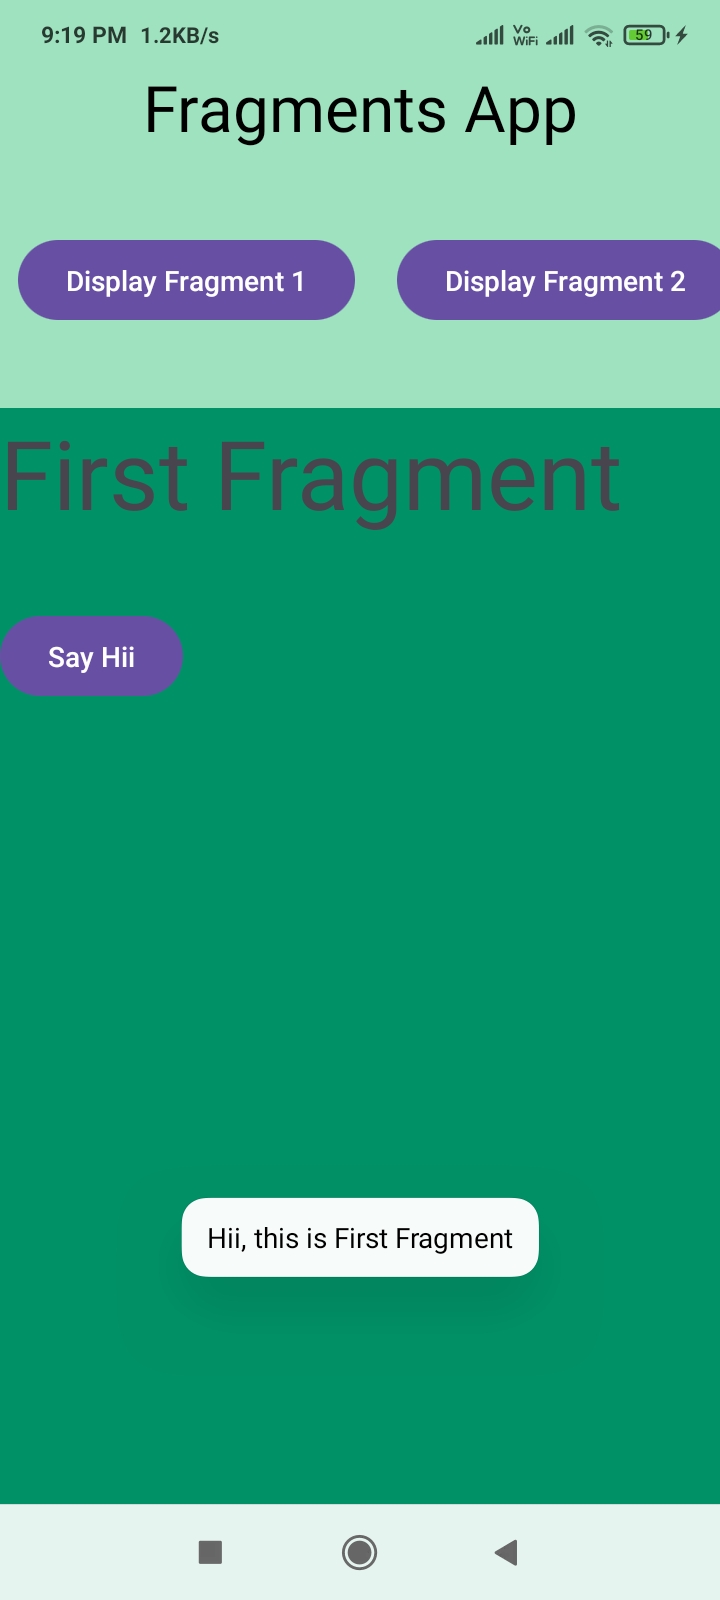 9:19 PM 1.2KB/s Vo WiFi 59
Fragments App
Display Fragment 1 Display Fragment 2
First Fragment
Say Hii
Hii, this is First Fragment